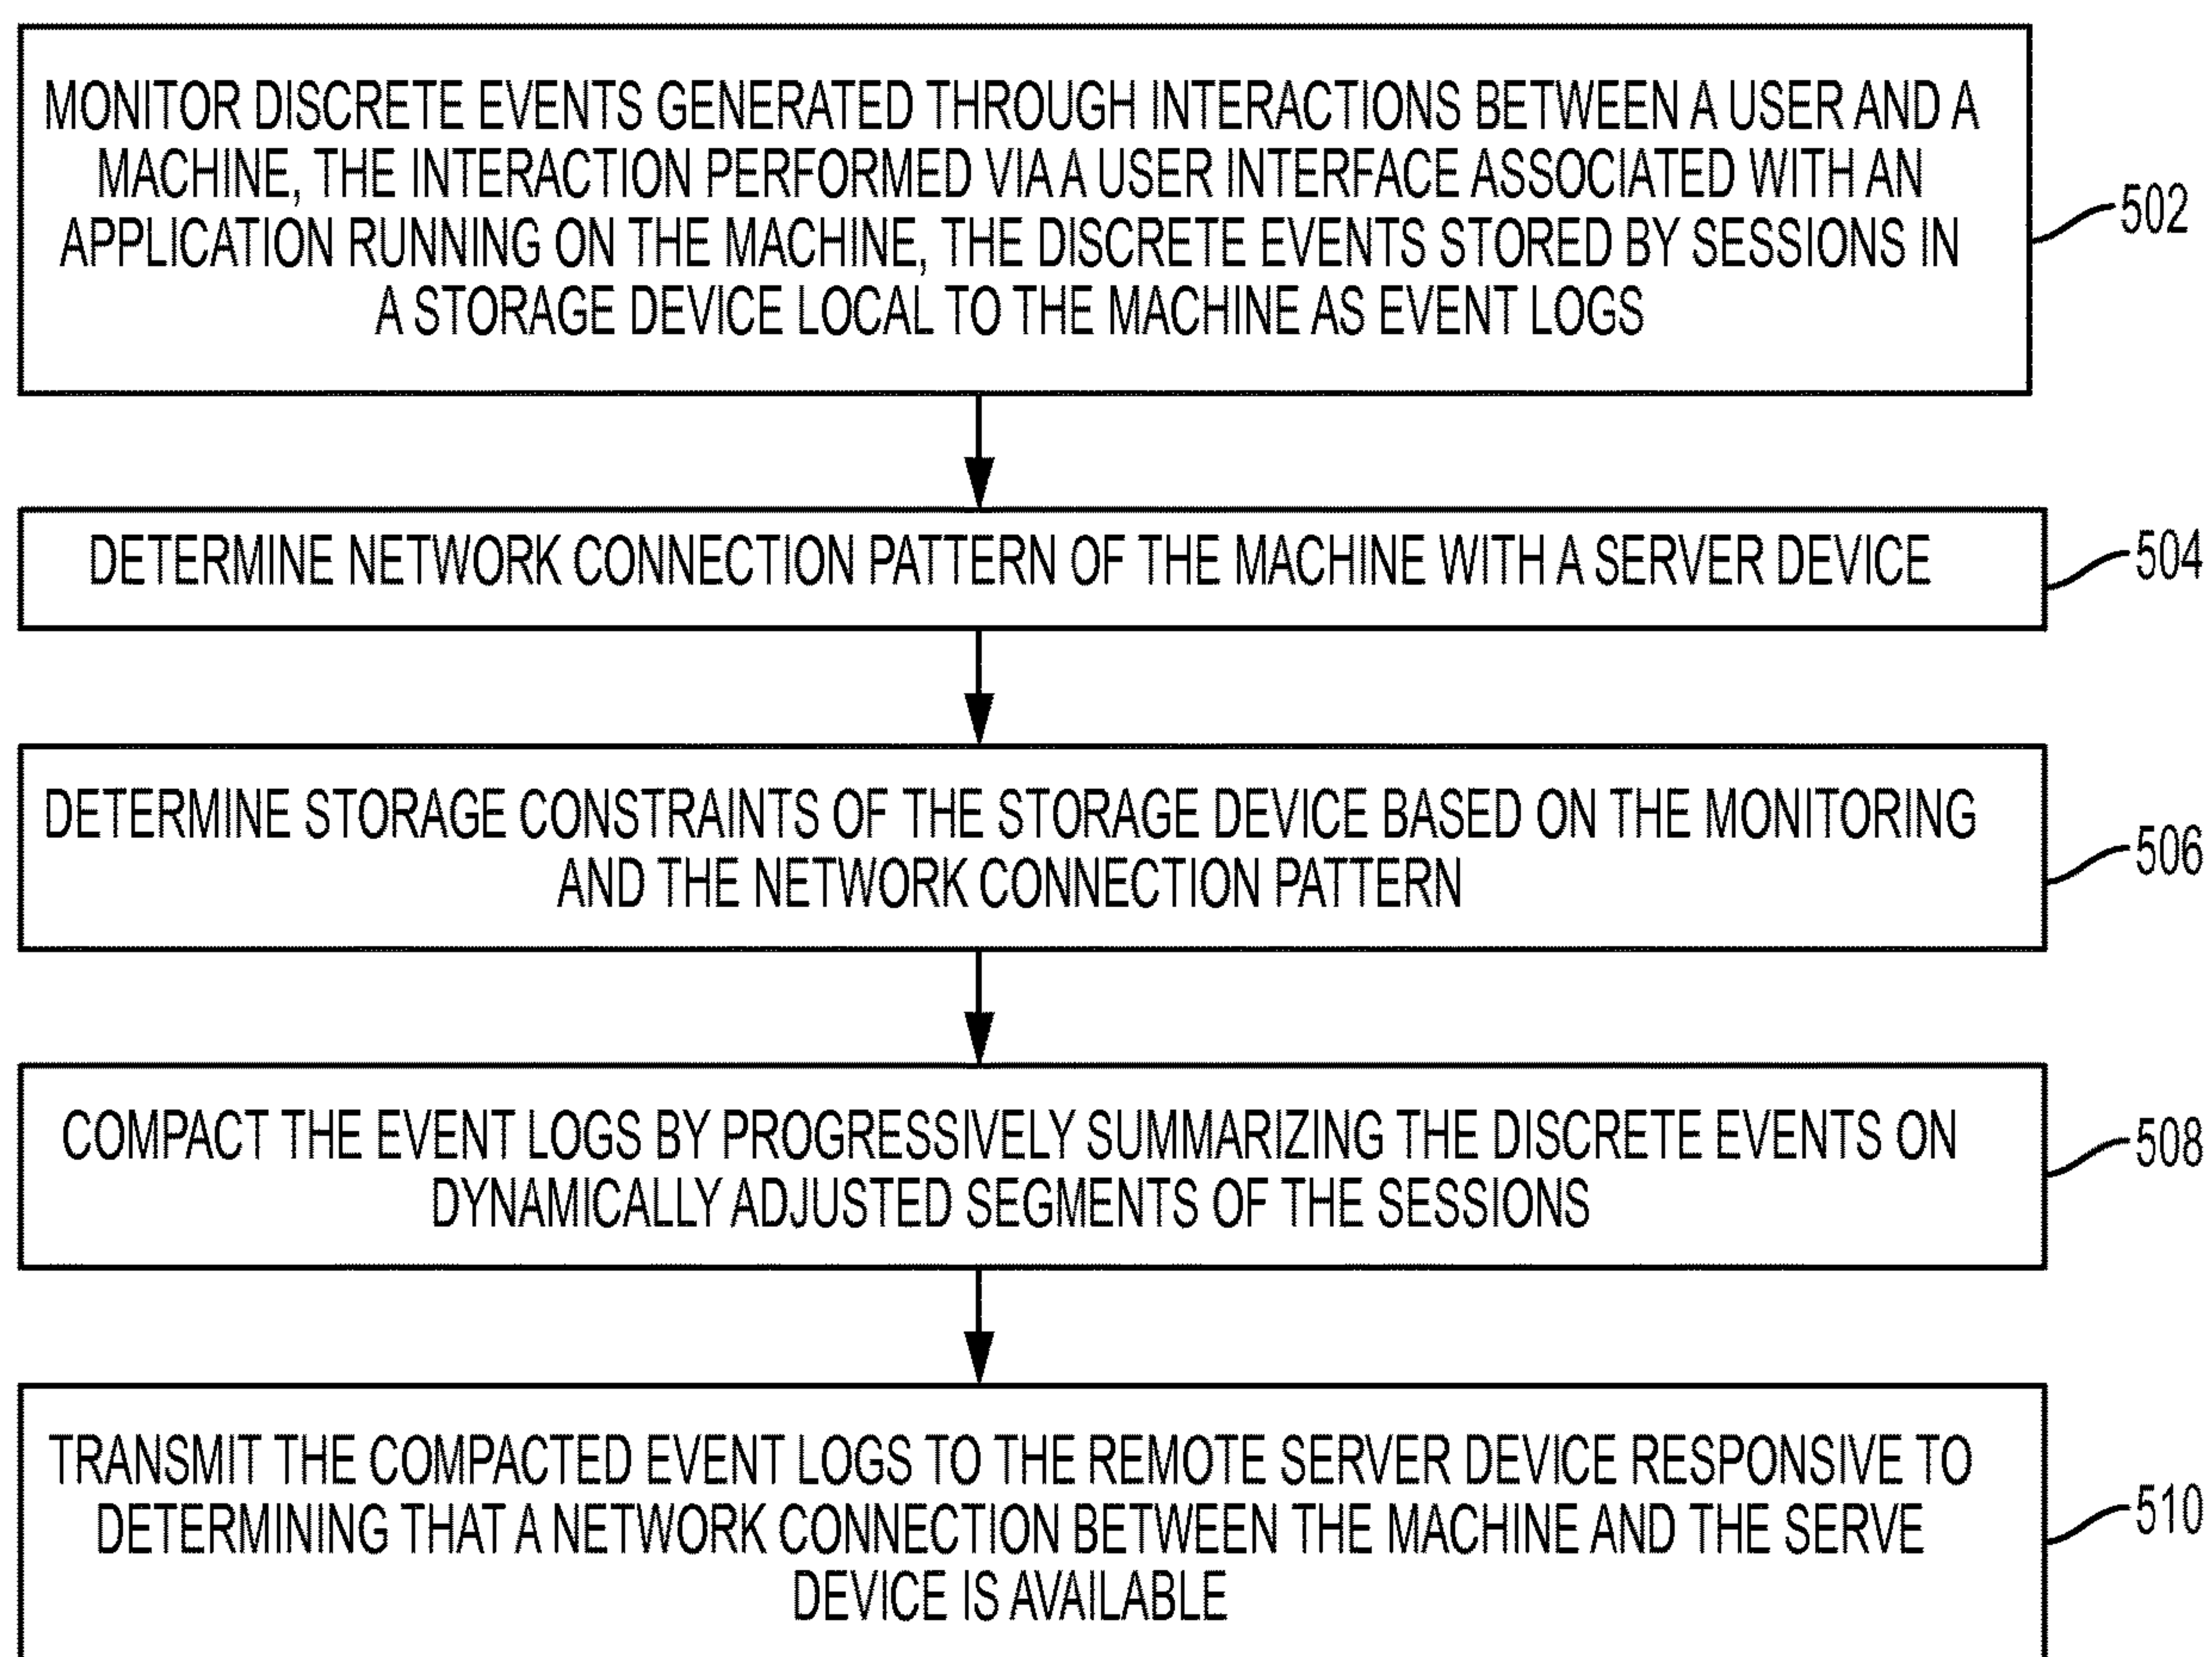 MONITOR DISCRETE EVENTS GENERATED THROUGH INTERACTIONS BETWEEN A USER AND A
MACHINE, THE INTERACTION PERFORMED VIA A USER INTERFACE ASSOCIATED WITH AN
APPLICATION RUNNING ON THE MACHINE, THE DISCRETE EVENTS STORED BY SESSIONS IN
A STORAGE DEVICE LOCAL TO THE MACHINE AS EVENT LOGS
502
DETERMINE NETWORK CONNECTION PATTERN OF THE MACHINE WITH A SERVER DEVICE
504
DETERMINE STORAGE CONSTRAINTS OF THE STORAGE DEVICE BASED ON THE MONITORING
AND THE NETWORK CONNECTION PATTERN
506
COMPACT THE EVENT LOGS BY PROGRESSIVELY SUMMARIZING THE DISCRETE EVENTS ON
DYNAMICALLY ADJUSTED SEGMENTS OF THE SESSIONS
508
TRANSMIT THE COMPACTED EVENT LOGS TO THE REMOTE SERVER DEVICE RESPONSIVE TO
DETERMINING THAT A NETWORK CONNECTION BETWEEN THE MACHINE AND THE SERVE
DEVICE IS AVAILABLE
510